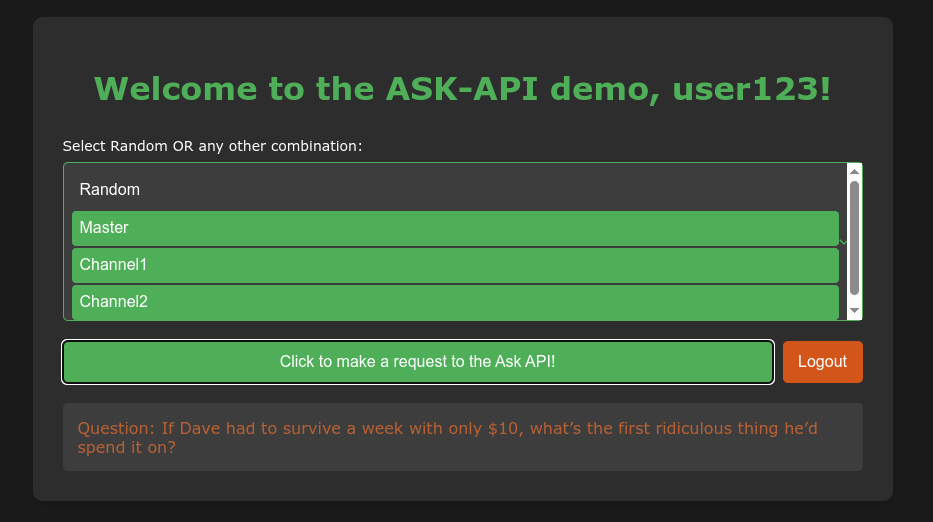 Welcome to the ASK-API demo, user123!
Select Random OR any other combination:
Random
Master
Channel1
Channel2
Click to make a request to the Ask API!
Logout
Question: If Dave had to survive a week with only $10, what’s the first ridiculous thing he’d
spend it on?